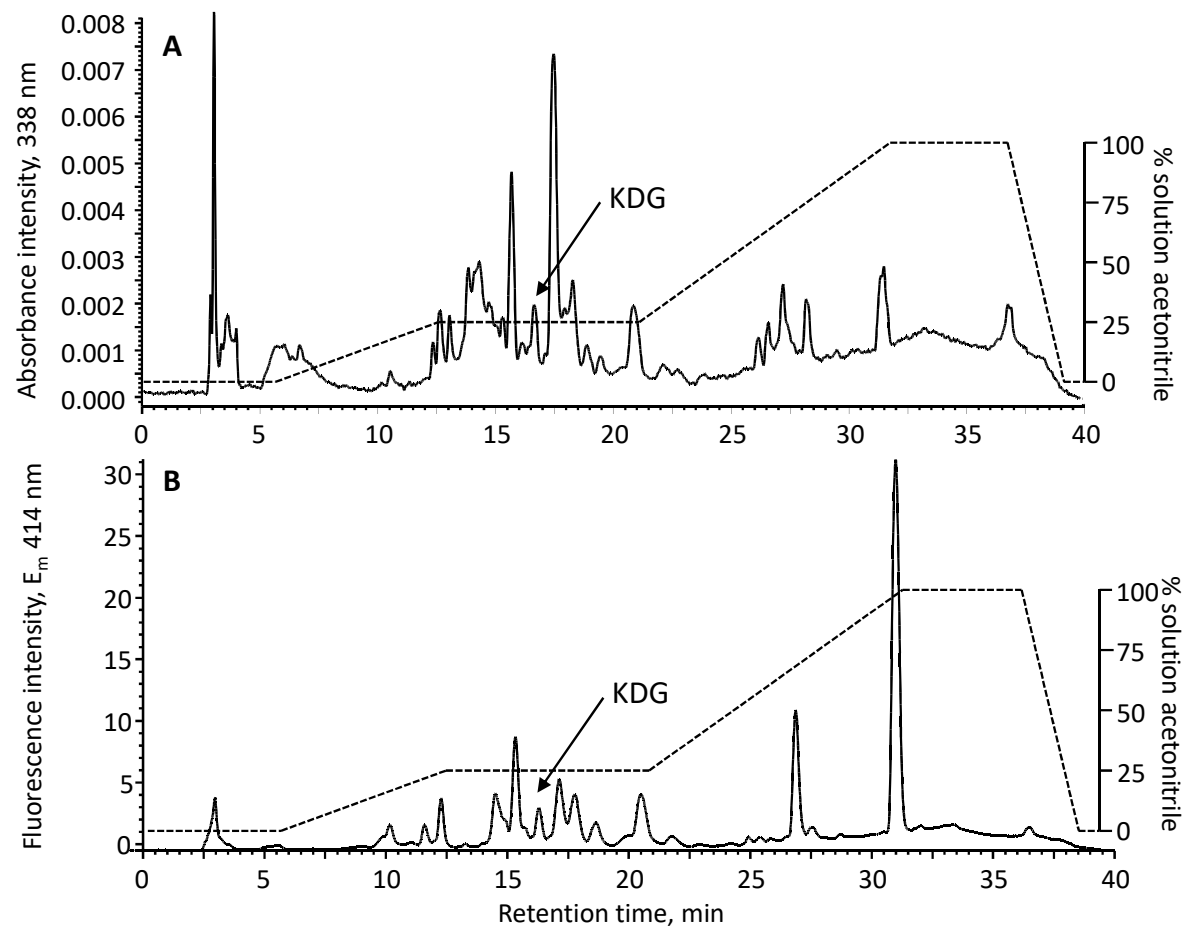 A
Absorbance intensity, 338 nm
0.008
0.007
0.006
0.005
0.004
0.003
0.002
0.001
0.000
KDG
100
75
50
25
0
% solution acetonitrile
0 5 10 15 20 25 30 35 40
B
Fluorescence intensity, Em 414 nm
30
25
20
15
10
5
0
KDG
100
75
50
25
0
% solution acetonitrile
0 5 10 15 20 25 30 35 40
Retention time, min